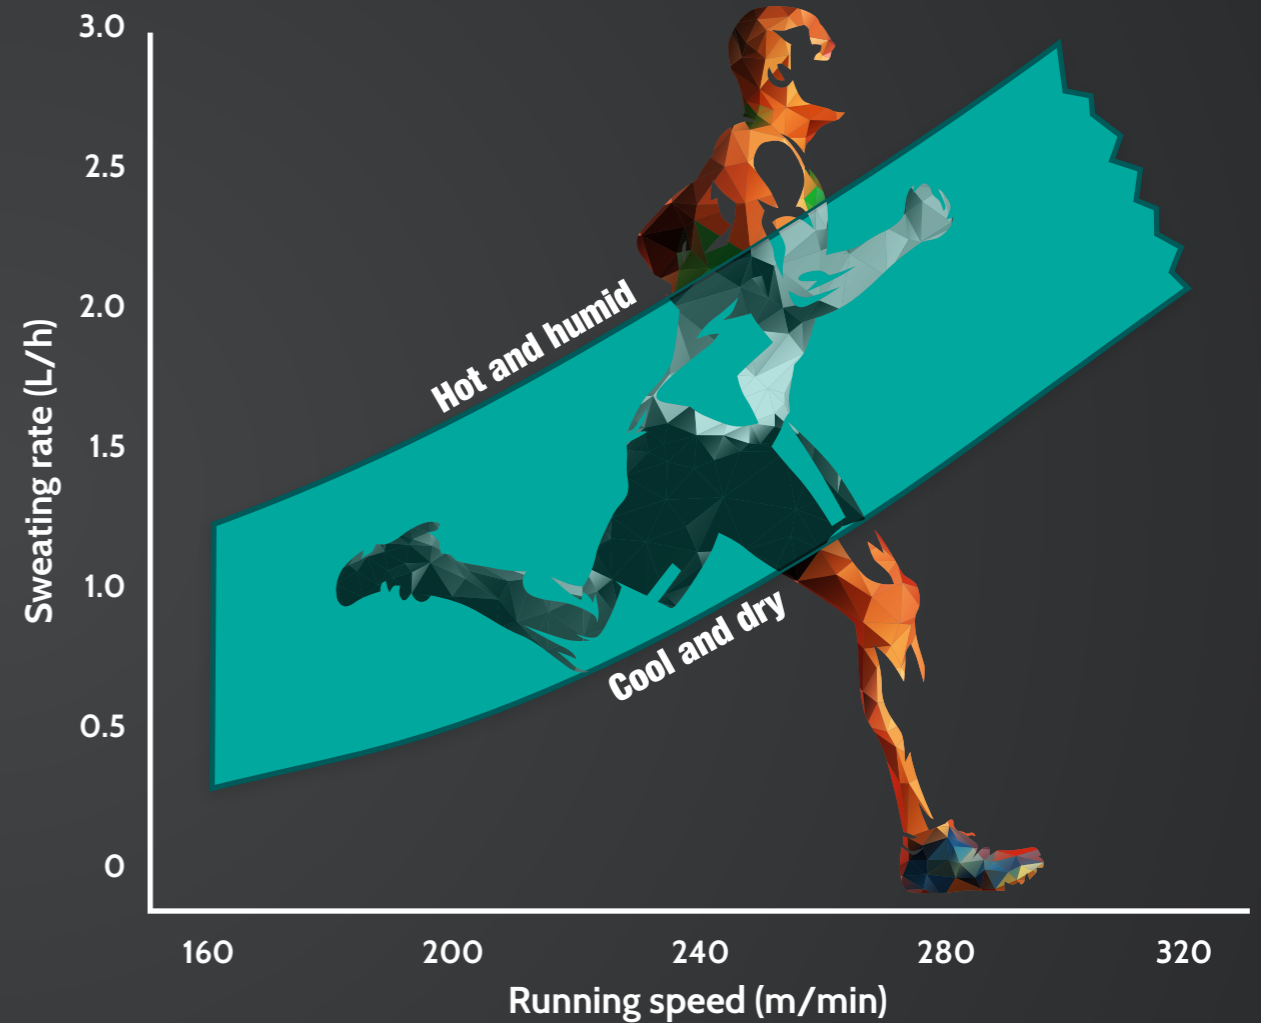 3.0
2.5
2.0
1.5
1.0
0.5
0
Sweating rate (L/h)
Hot and humid
Cool and dry
160 200 240 280 320
Running speed (m/min)